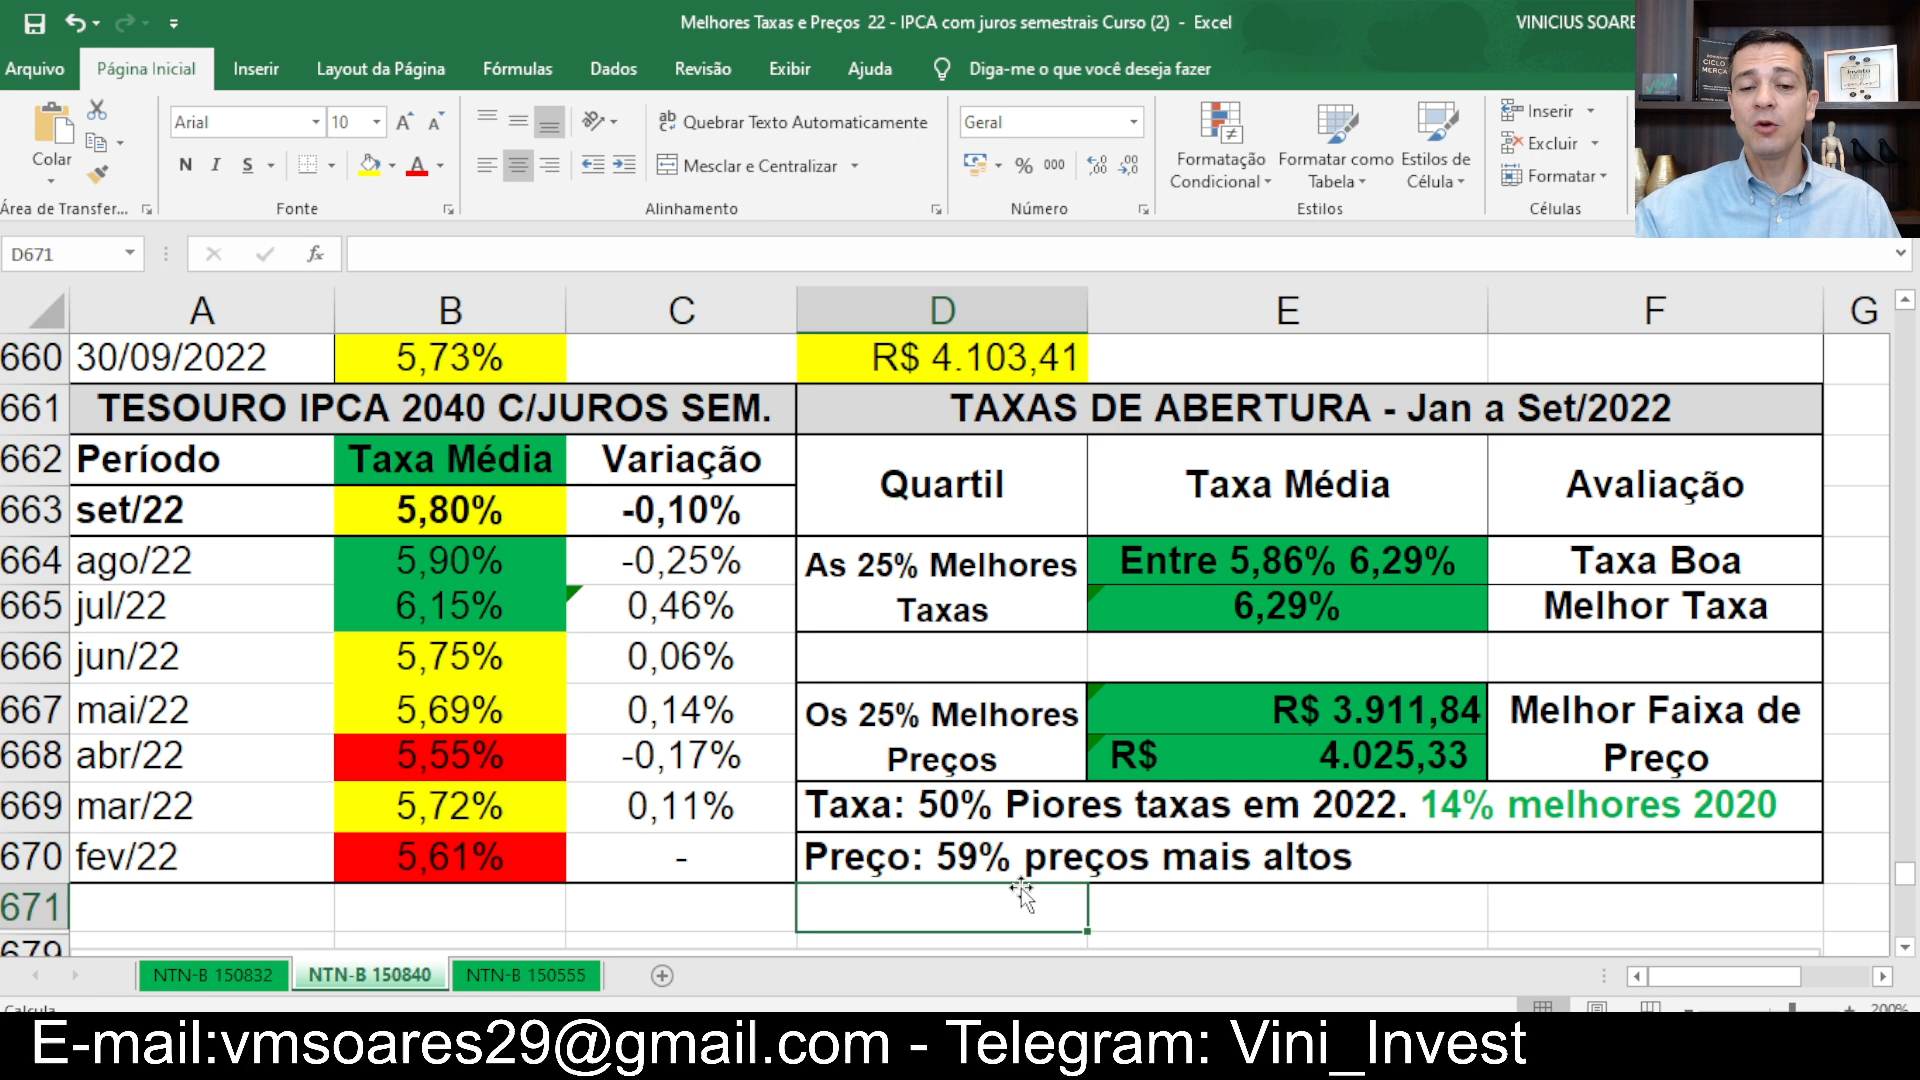 Melhores Taxas e Preços 22 - IPCA com juros semestrais Curso (2) - Excel
VINICIUS SOARE
Arquivo Página Inicial Inserir Layout da Página Fórmulas Dados Revisão Exibir Ajuda Diga-me o que você deseja fazer
Colar
Arial 10
N I S
Quebrar Texto Automaticamente
Mesclar e Centralizar
Geral
% 000
Formatação Condicional
Formatar como Tabela
Estilos de Célula
Inserir
Excluir
Formatar
Área de Transfer... Fonte Alinhamento Número Estilos Células
D671 fx
A B C D E F G
660 30/09/2022 5,73% R$ 4.103,41
661 TESOURO IPCA 2040 C/JUROS SEM. TAXAS DE ABERTURA - Jan a Set/2022
662 Período Taxa Média Variação Quartil Taxa Média Avaliação
663 set/22 5,80% -0,10%
664 ago/22 5,90% -0,25% As 25% Melhores Taxas Entre 5,86% 6,29% Taxa Boa
665 jul/22 6,15% 0,46% 6,29% Melhor Taxa
666 jun/22 5,75% 0,06%
667 mai/22 5,69% 0,14% Os 25% Melhores Preços R$ 3.911,84 Melhor Faixa de Preço
668 abr/22 5,55% -0,17% R$ 4.025,33
669 mar/22 5,72% 0,11% Taxa: 50% Piores taxas em 2022. 14% melhores 2020
670 fev/22 5,61% - Preço: 59% preços mais altos
671
NTN-B 150832 NTN-B 150840 NTN-B 150555
200%
E-mail:vmsoares29@gmail.com - Telegram: Vini_Invest